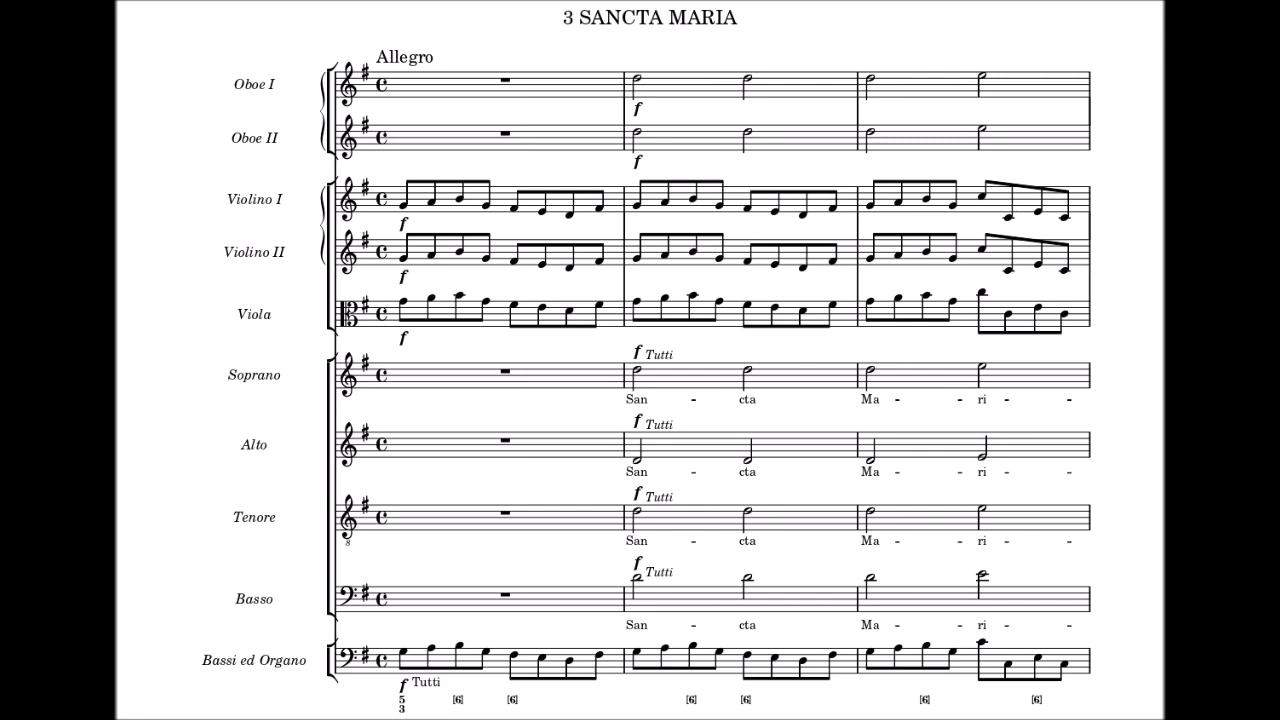 3 SANCTA MARIA
Allegro
Oboe I
f
Oboe II
f
Violino I
f
Violino II
f
Viola
f
f Tutti
Soprano
San - cta Ma - - ri - -
f Tutti
Alto
San - cta Ma - - ri - -
f Tutti
Tenore
8
San - cta Ma - - ri - -
f Tutti
Basso
San - cta Ma - - ri - -
Bassi ed Organo
f Tutti
5 [6] [6] [6] [6] [6] [6]
3